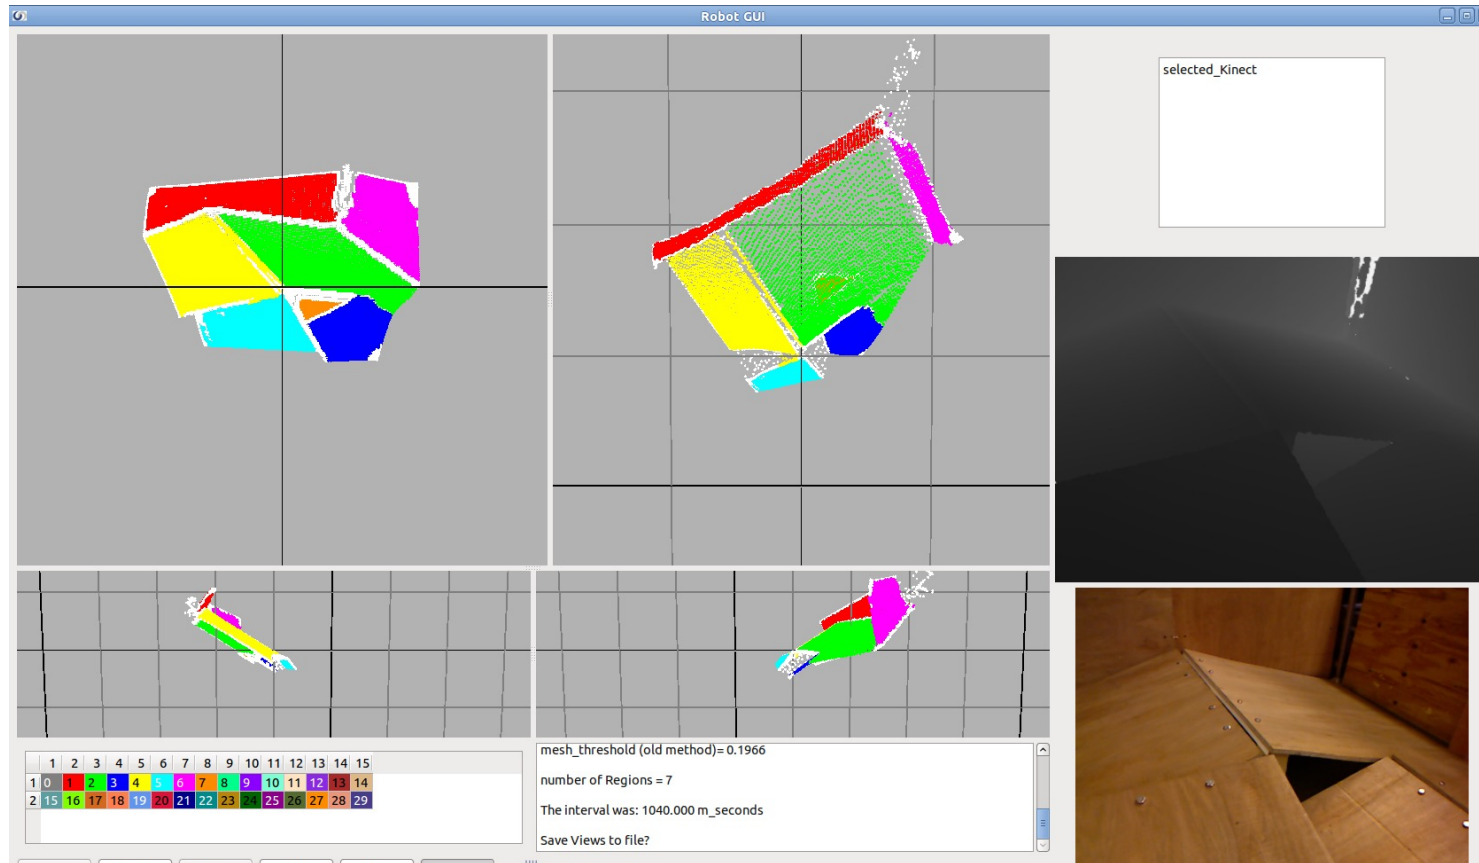 Robot GUI
selected_Kinect
1 2 3 4 5 6 7 8 9 10 11 12 13 14 15
1 0 1 2 3 4 5 6 7 8 9 10 11 12 13 14
2 15 16 17 18 19 20 21 22 23 24 25 26 27 28 29
mesh_threshold (old method)= 0.1966
number of Regions = 7
The interval was: 1040.000 m_seconds
Save Views to file?